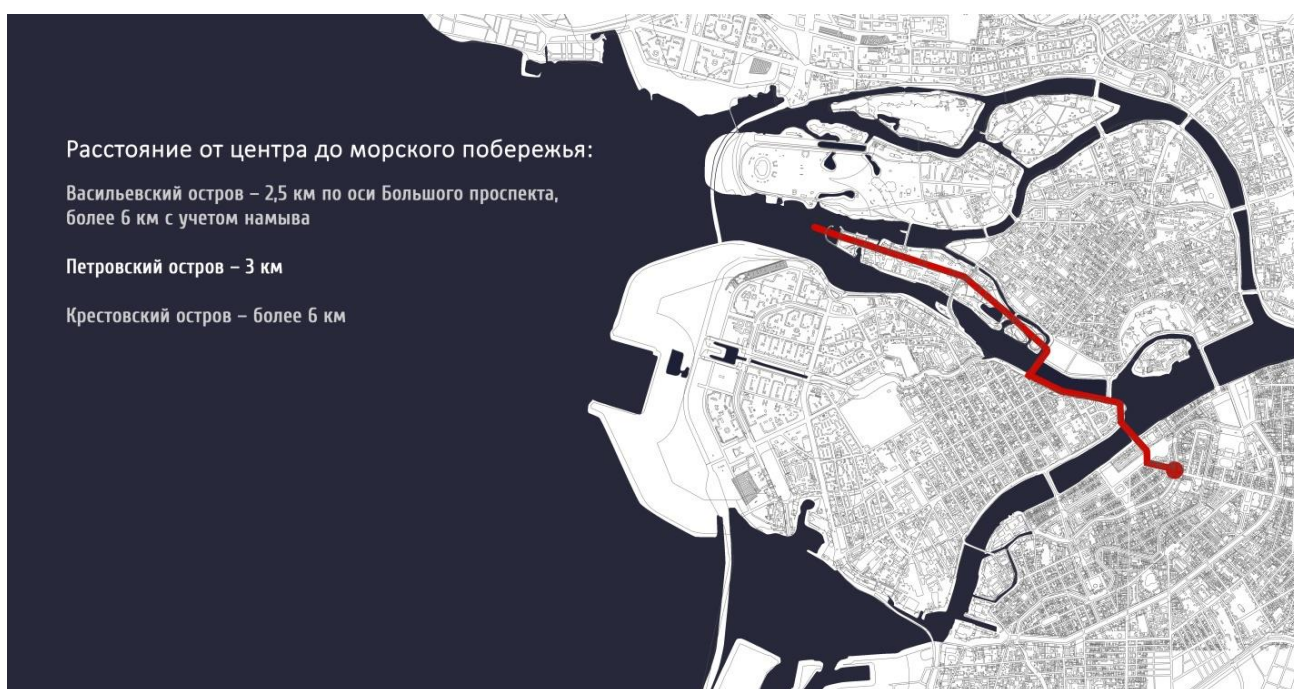 Расстояние от центра до морского побережья:
Васильевский остров – 2,5 км по оси Большого проспекта,
более 6 км с учетом намыва
Петровский остров – 3 км
Крестовский остров – более 6 км